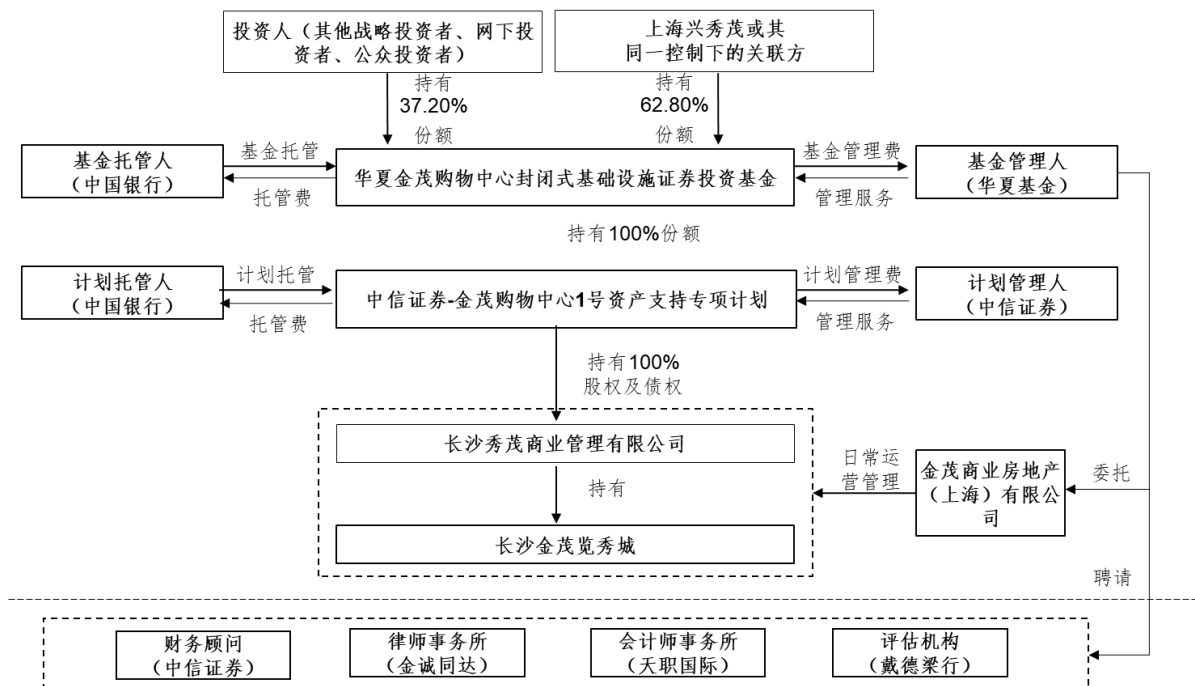 投资人（其他战略投资者、网下投
资者、公众投资者）
上海兴秀茂或其
同一控制下的关联方
持有
37.20%
份额
持有
62.80%
份额
基金托管人
（中国银行）
基金托管
托管费
华夏金茂购物中心封闭式基础设施证券投资基金
基金管理费
管理服务
基金管理人
（华夏基金）
持有100%份额
计划托管人
（中国银行）
计划托管
托管费
中信证券-金茂购物中心1号资产支持专项计划
计划管理费
管理服务
计划管理人
（中信证券）
持有100%
股权及债权
长沙秀茂商业管理有限公司
持有
长沙金茂览秀城
日常运
营管理
金茂商业房地产
（上海）有限公
司
委托
聘请
财务顾问
（中信证券）
律师事务所
（金诚同达）
会计师事务所
（天职国际）
评估机构
（戴德梁行）